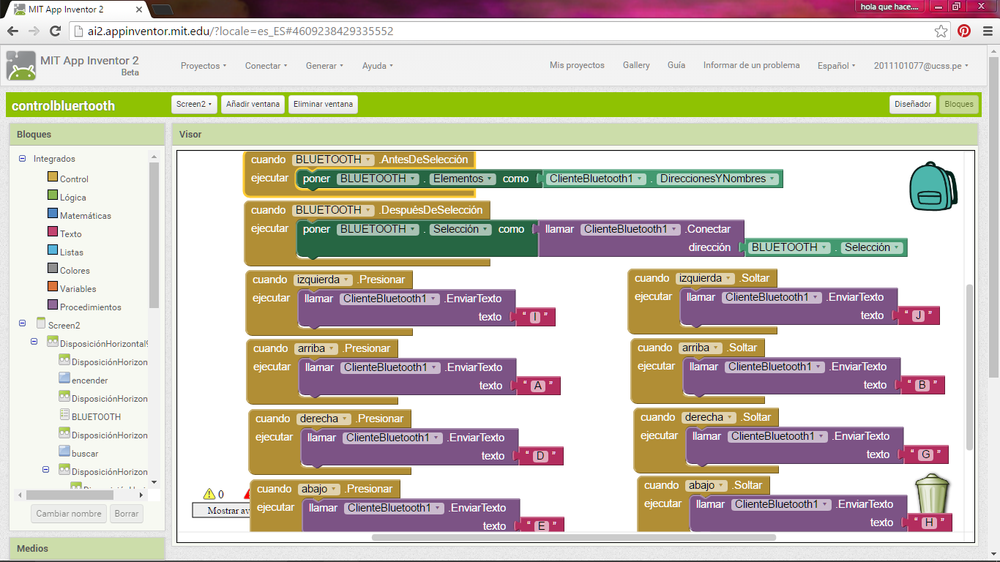 MIT App Inventor 2
hola que hace....
ai2.appinventor.mit.edu/?locale=es_ES#4609238429335552
MIT App Inventor 2
Beta
Proyectos Conectar Generar Ayuda
Mis proyectos Gallery Guía Informar de un problema Español 2011101077@ucss.pe
controlbluertooth
Screen2 Añadir ventana Eliminar ventana
Diseñador Bloques
Bloques
Integrados
Control
Lógica
Matemáticas
Texto
Listas
Colores
Variables
Procedimientos
Screen2
DisposiciónHorizontal9
DisposiciónHorizon
encender
DisposiciónHorizon
BLUETOOTH
DisposiciónHorizon
buscar
DisposiciónHorizon
Cambiar nombre Borrar
Medios
Visor
cuando BLUETOOTH .AntesDeSelección
ejecutar poner BLUETOOTH . Elementos como ClienteBluetooth1 . DireccionesYNombres
cuando BLUETOOTH .DespuésDeSelección
ejecutar poner BLUETOOTH . Selección como llamar ClienteBluetooth1 .Conectar
dirección BLUETOOTH . Selección
cuando izquierda .Presionar
ejecutar llamar ClienteBluetooth1 .EnviarTexto
texto “ I ”
cuando izquierda .Soltar
ejecutar llamar ClienteBluetooth1 .EnviarTexto
texto “ J ”
cuando arriba .Presionar
ejecutar llamar ClienteBluetooth1 .EnviarTexto
texto “ A ”
cuando arriba .Soltar
ejecutar llamar ClienteBluetooth1 .EnviarTexto
texto “ B ”
cuando derecha .Presionar
ejecutar llamar ClienteBluetooth1 .EnviarTexto
texto “ D ”
cuando derecha .Soltar
ejecutar llamar ClienteBluetooth1 .EnviarTexto
texto “ G ”
cuando abajo .Presionar
ejecutar llamar ClienteBluetooth1 .EnviarTexto
texto “ E ”
cuando abajo .Soltar
ejecutar llamar ClienteBluetooth1 .EnviarTexto
texto “ H ”
0
Mostrar av